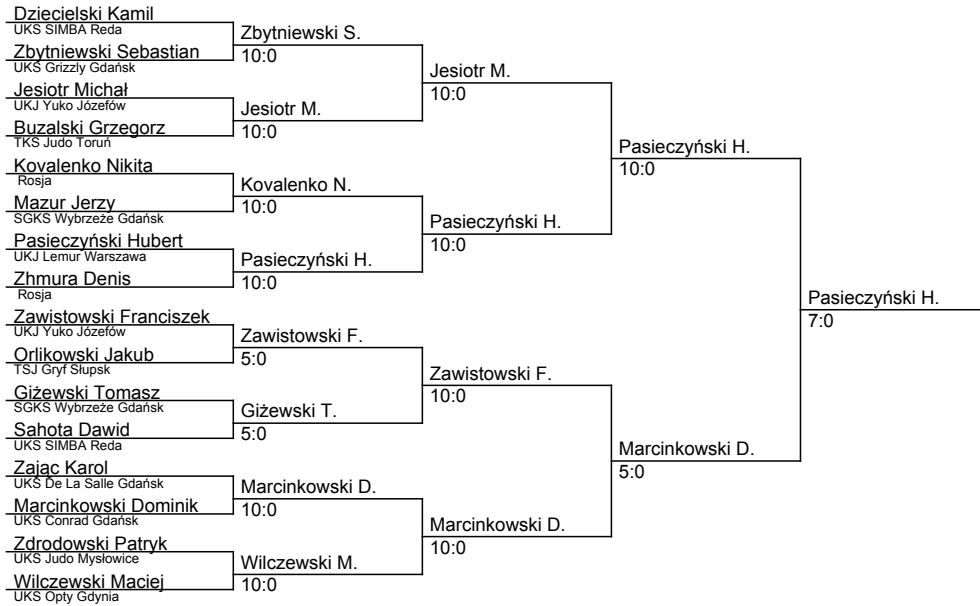 Dziecielski Kamil
UKS SIMBA Reda
Zbytniewski Sebastian
UKS Grizzly Gdańsk
Jesiotr Michał
UKJ Yuko Józefów
Buzalski Grzegorz
TKS Judo Toruń
Kovalenko Nikita
Rosja
Mazur Jerzy
SGKS Wybrzeże Gdańsk
Pasieczyński Hubert
UKJ Lemur Warszawa
Zhmura Denis
Rosja
Zawistowski Franciszek
UKJ Yuko Józefów
Orlikowski Jakub
TSJ Gryf Słupsk
Giżewski Tomasz
SGKS Wybrzeże Gdańsk
Sahota Dawid
UKS SIMBA Reda
Zając Karol
UKS De La Salle Gdańsk
Marcinkowski Dominik
UKS Conrad Gdańsk
Zdrodowski Patryk
UKS Judo Mysłowice
Wilczewski Maciej
UKS Opty Gdynia
Zbytniewski S.
10:0
Jesiotr M.
10:0
Kovalenko N.
10:0
Pasieczyński H.
10:0
Zawistowski F.
5:0
Giżewski T.
5:0
Marcinkowski D.
10:0
Wilczewski M.
10:0
Jesiotr M.
10:0
Pasieczyński H.
10:0
Zawistowski F.
10:0
Marcinkowski D.
10:0
Pasieczyński H.
10:0
Marcinkowski D.
5:0
Pasieczyński H.
7:0